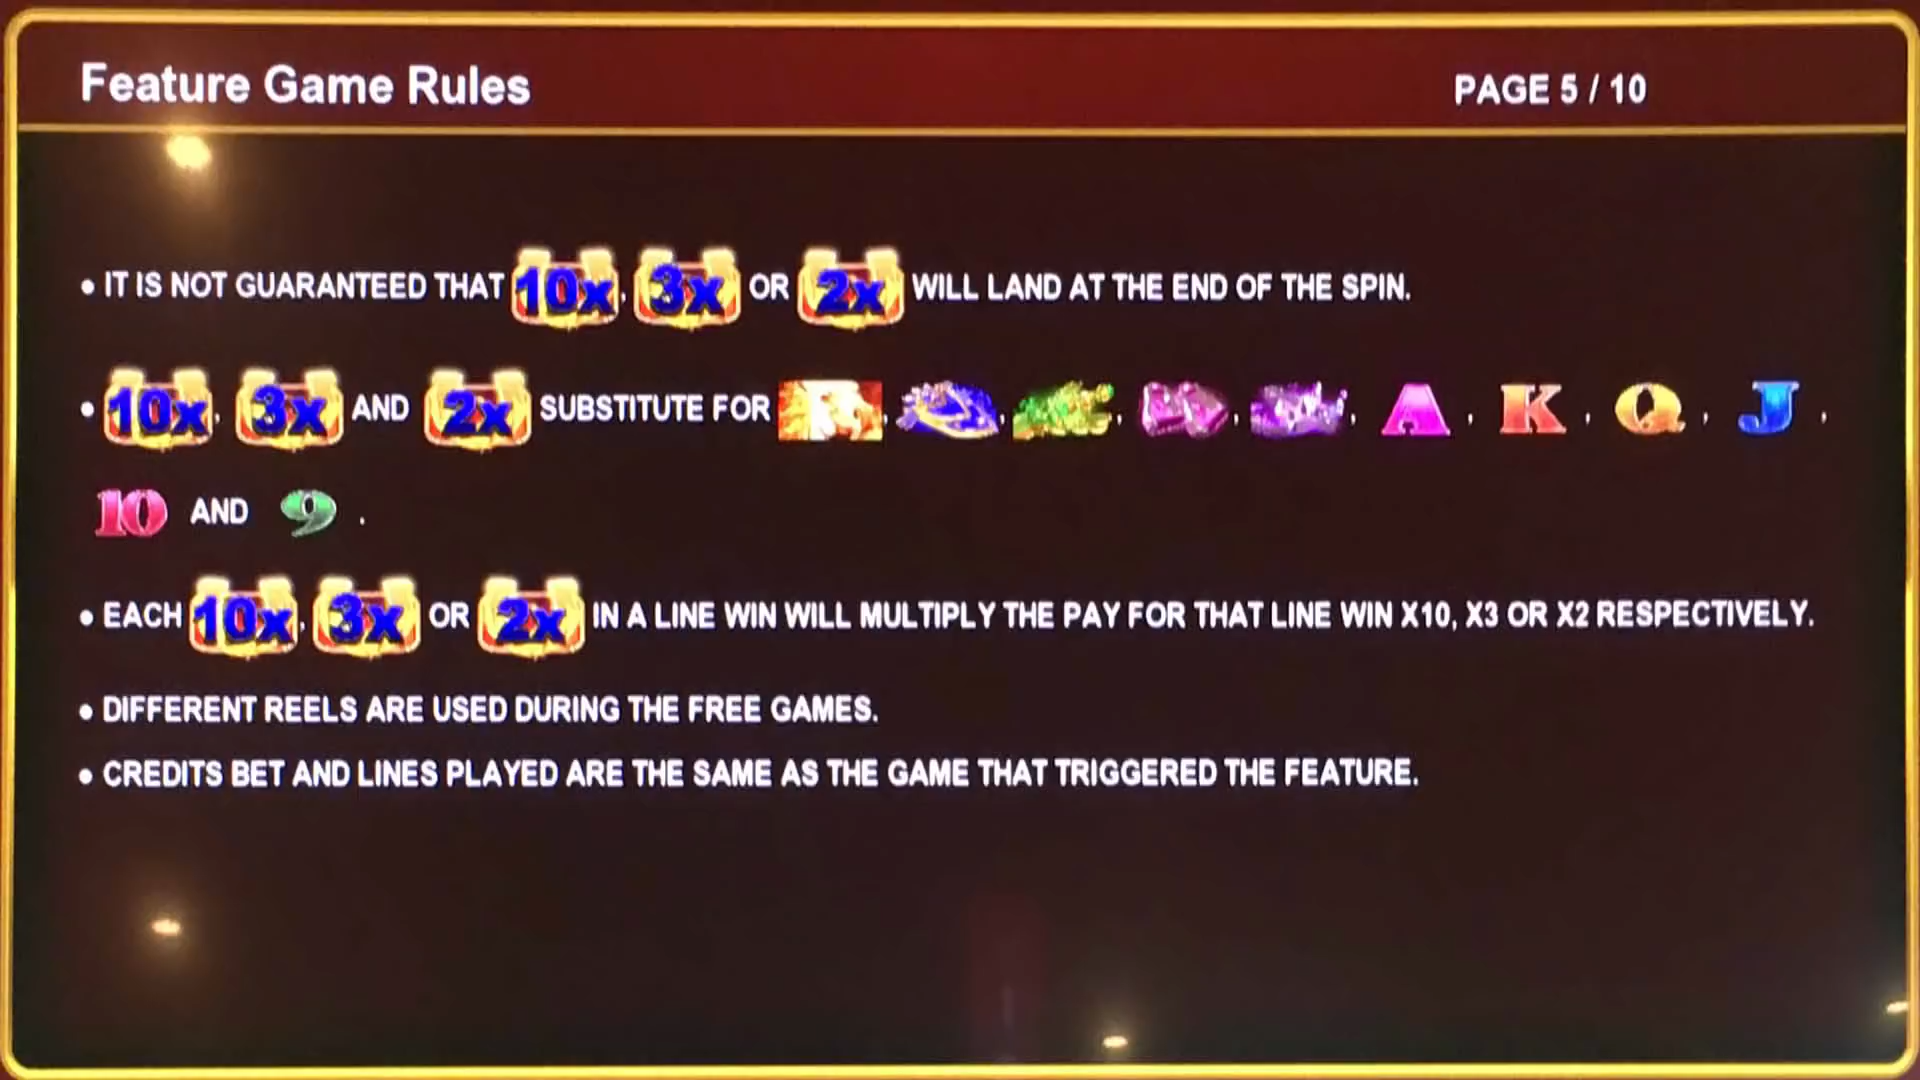 Feature Game Rules
PAGE 5 / 10
• IT IS NOT GUARANTEED THAT 10x, 3x OR 2x WILL LAND AT THE END OF THE SPIN.
• 10x, 3x AND 2x SUBSTITUTE FOR , , , , , A , K , Q , J ,
10 AND 9 .
• EACH 10x, 3x OR 2x IN A LINE WIN WILL MULTIPLY THE PAY FOR THAT LINE WIN X10, X3 OR X2 RESPECTIVELY.
• DIFFERENT REELS ARE USED DURING THE FREE GAMES.
• CREDITS BET AND LINES PLAYED ARE THE SAME AS THE GAME THAT TRIGGERED THE FEATURE.